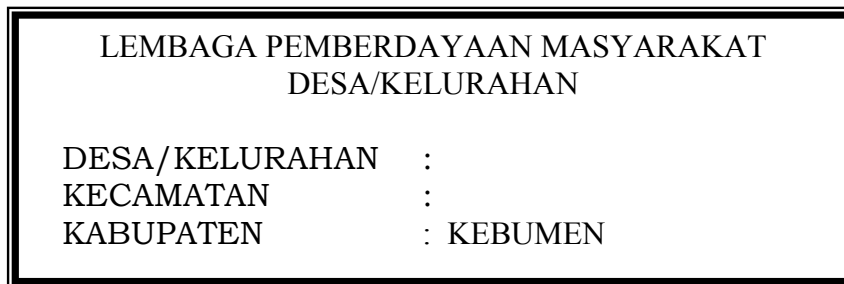 LEMBAGA PEMBERDAYAAN MASYARAKAT
DESA/KELURAHAN
DESA/KELURAHAN :
KECAMATAN :
KABUPATEN : KEBUMEN